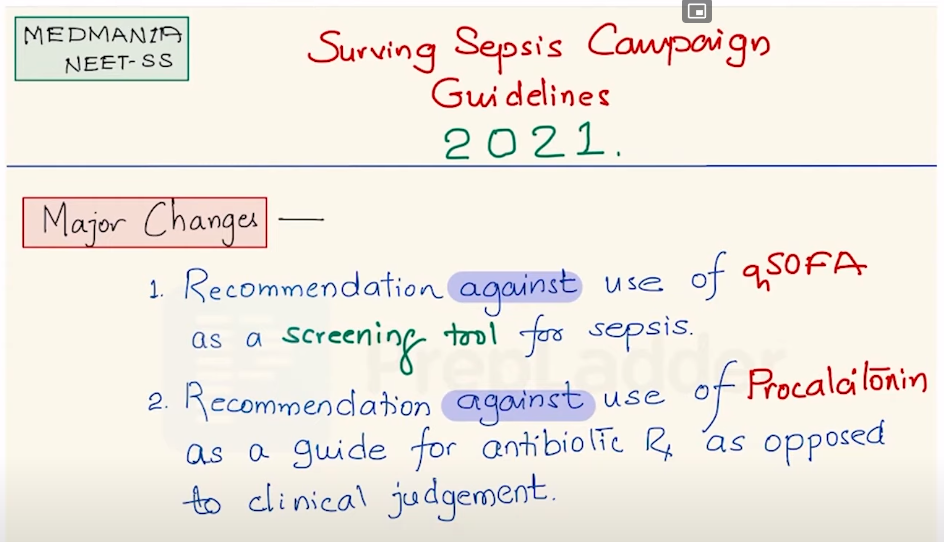 MEDMANIA
NEET-SS
Surving Sepsis Campaign
Guidelines
2021.
Major Changes —
1. Recommendation against use of qSOFA
as a screening tool for sepsis.
PrepLadder
2. Recommendation against use of Procalcitonin
as a guide for antibiotic Rx as opposed
to clinical judgement.